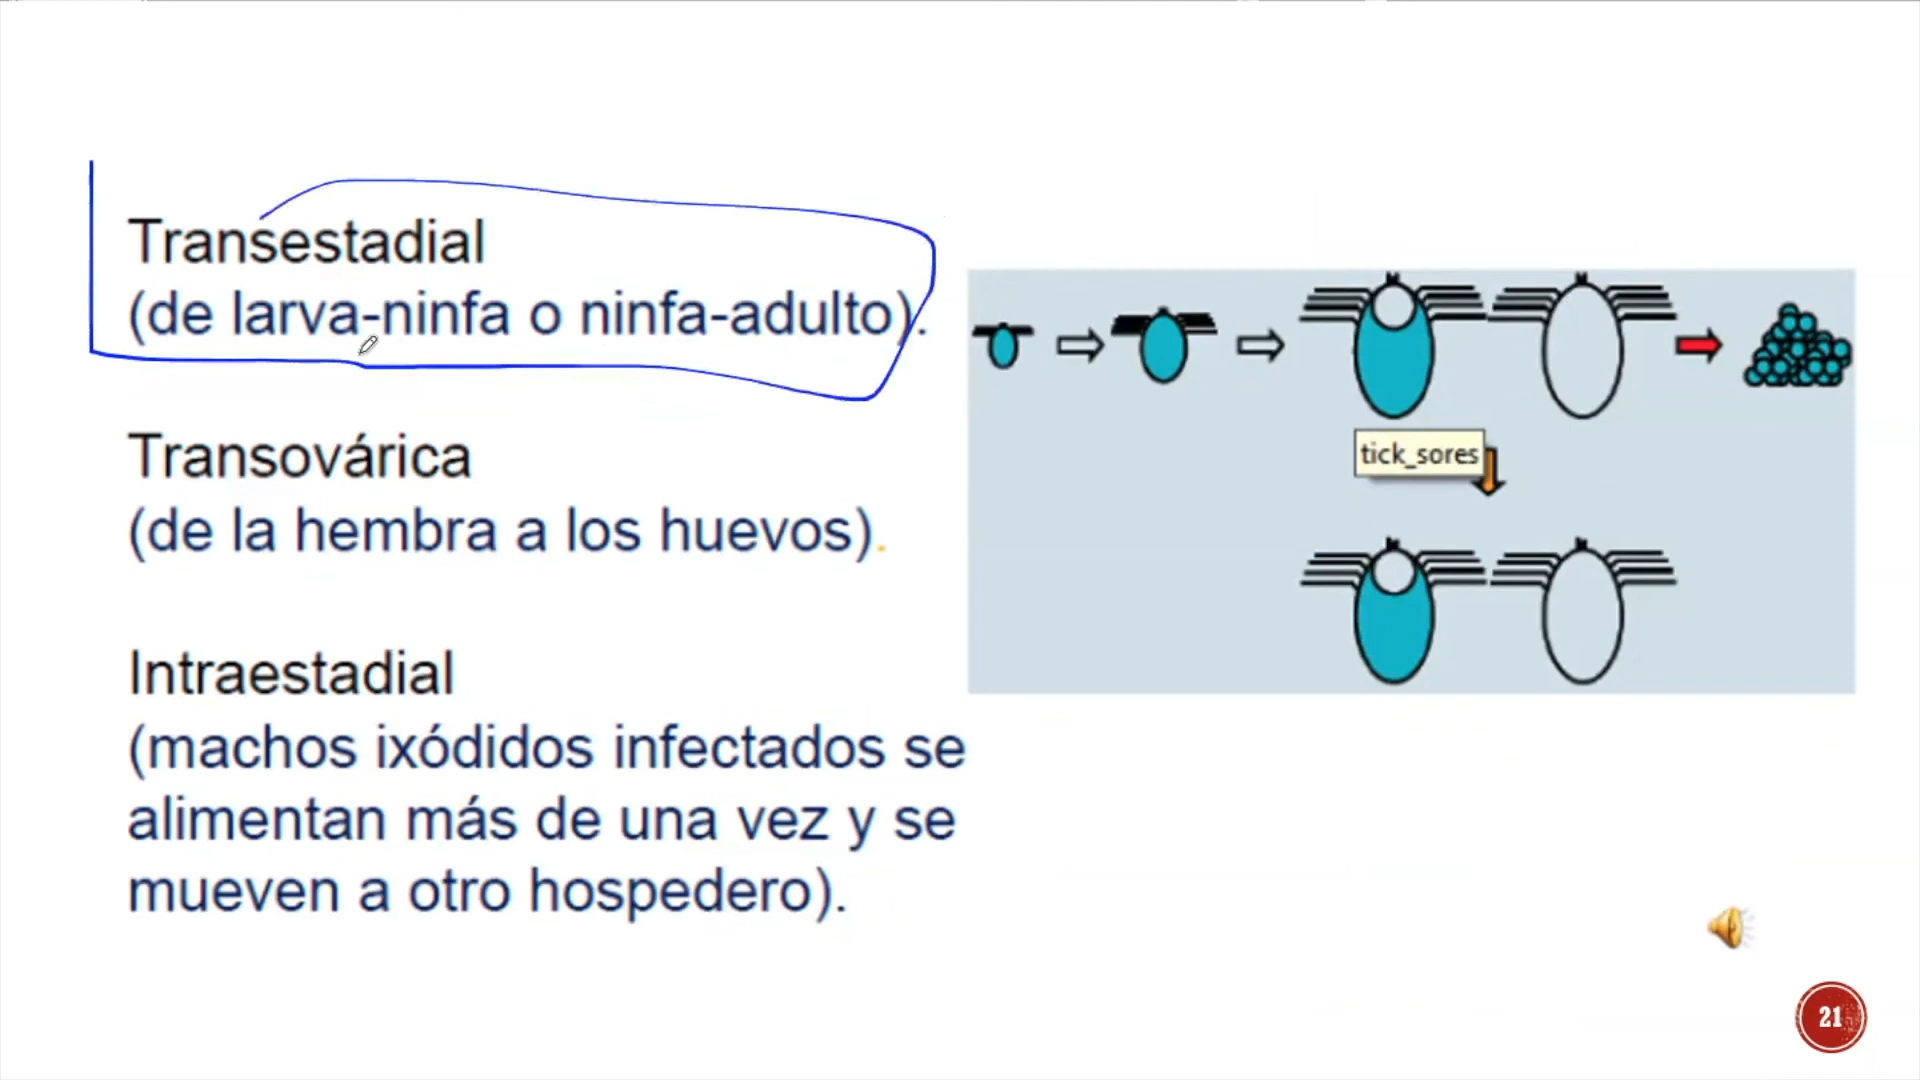 Transestadial
(de larva-ninfa o ninfa-adulto).
Transovárica
(de la hembra a los huevos).
Intraestadial
(machos ixódidos infectados se
alimentan más de una vez y se
mueven a otro hospedero).
tick_sores
21